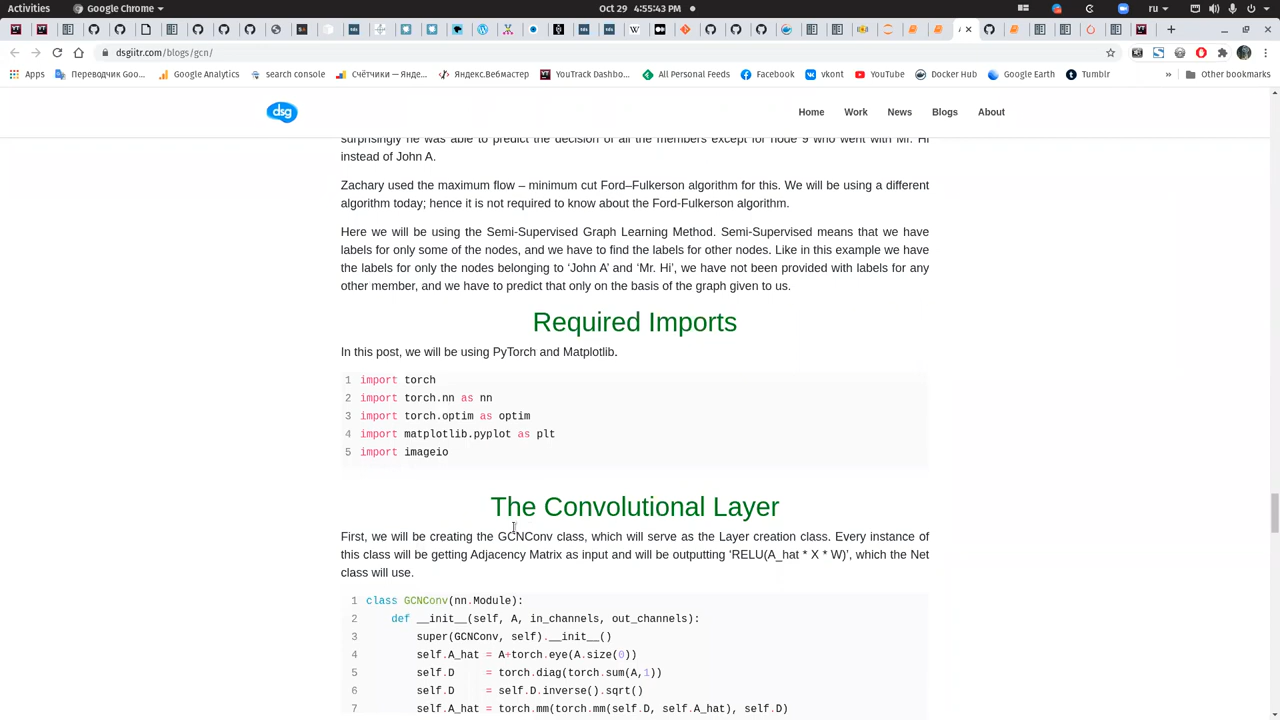 Activities
Google Chrome
Oct 29 4:55:43 PM
ru
dsgiitr.com/blogs/gcn/
Apps
Переводчик Goo...
Google Analytics
search console
Счётчики — Янде...
Яндекс.Вебмастер
YouTrack Dashbo...
All Personal Feeds
Facebook
vkont
YouTube
Docker Hub
Google Earth
Tumblr
»
Other bookmarks
dsg
Home
Work
News
Blogs
About
surprisingly he was able to predict the decision of all the members except for node 9 who went with Mr. Hi
instead of John A.
Zachary used the maximum flow – minimum cut Ford–Fulkerson algorithm for this. We will be using a different
algorithm today; hence it is not required to know about the Ford-Fulkerson algorithm.
Here we will be using the Semi-Supervised Graph Learning Method. Semi-Supervised means that we have
labels for only some of the nodes, and we have to find the labels for other nodes. Like in this example we have
the labels for only the nodes belonging to ‘John A’ and ‘Mr. Hi’, we have not been provided with labels for any
other member, and we have to predict that only on the basis of the graph given to us.
Required Imports
In this post, we will be using PyTorch and Matplotlib.
1 import torch
2 import torch.nn as nn
3 import torch.optim as optim
4 import matplotlib.pyplot as plt
5 import imageio
The Convolutional Layer
First, we will be creating the GCNConv class, which will serve as the Layer creation class. Every instance of
this class will be getting Adjacency Matrix as input and will be outputting ‘RELU(A_hat * X * W)’, which the Net
class will use.
1 class GCNConv(nn.Module):
2 def __init__(self, A, in_channels, out_channels):
3 super(GCNConv, self).__init__()
4 self.A_hat = A+torch.eye(A.size(0))
5 self.D = torch.diag(torch.sum(A,1))
6 self.D = self.D.inverse().sqrt()
7 self.A_hat = torch.mm(torch.mm(self.D, self.A_hat), self.D)